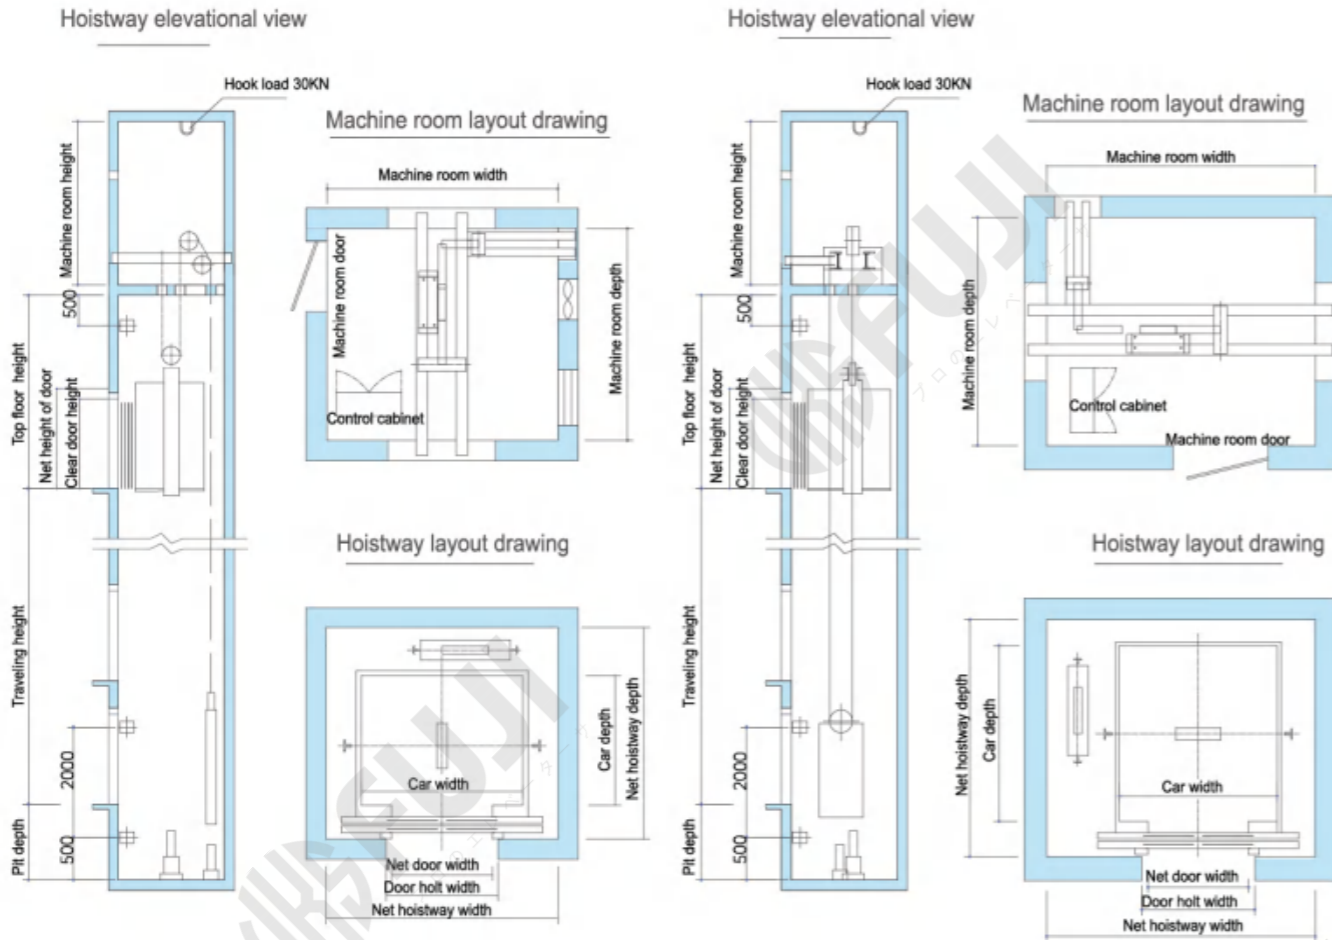 Hoistway elevational view
Hook load 30KN
Machine room height
500
Top floor height
Net height of door
Clear door height
Traveling height
2000
Pit depth
500
Machine room layout drawing
Machine room width
Machine room door
Machine room depth
Control cabinet
Hoistway layout drawing
Car depth
Net hoistway depth
Car width
Net door width
Door holt width
Net hoistway width
Hoistway elevational view
Hook load 30KN
Machine room height
500
Top floor height
Net height of door
Clear door height
Traveling height
2000
Pit depth
500
Machine room layout drawing
Machine room width
Machine room depth
Control cabinet
Machine room door
Hoistway layout drawing
Net hoistway depth
Car depth
Car width
Net door width
Door holt width
Net hoistway width
FUJI
FUJI